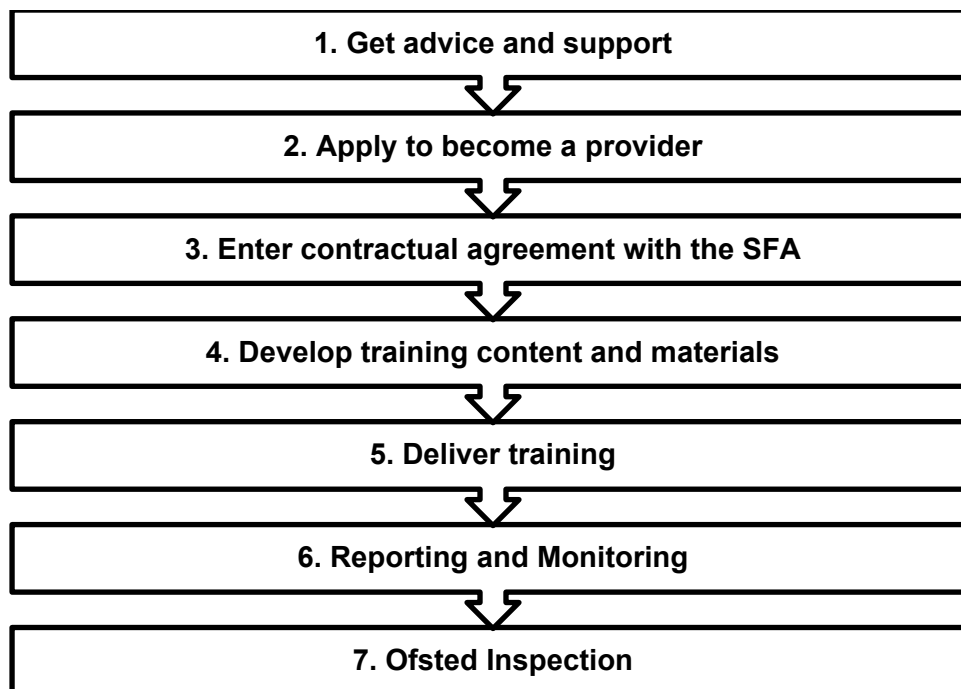 1. Get advice and support
2. Apply to become a provider
3. Enter contractual agreement with the SFA
4. Develop training content and materials
5. Deliver training
6. Reporting and Monitoring
7. Ofsted Inspection